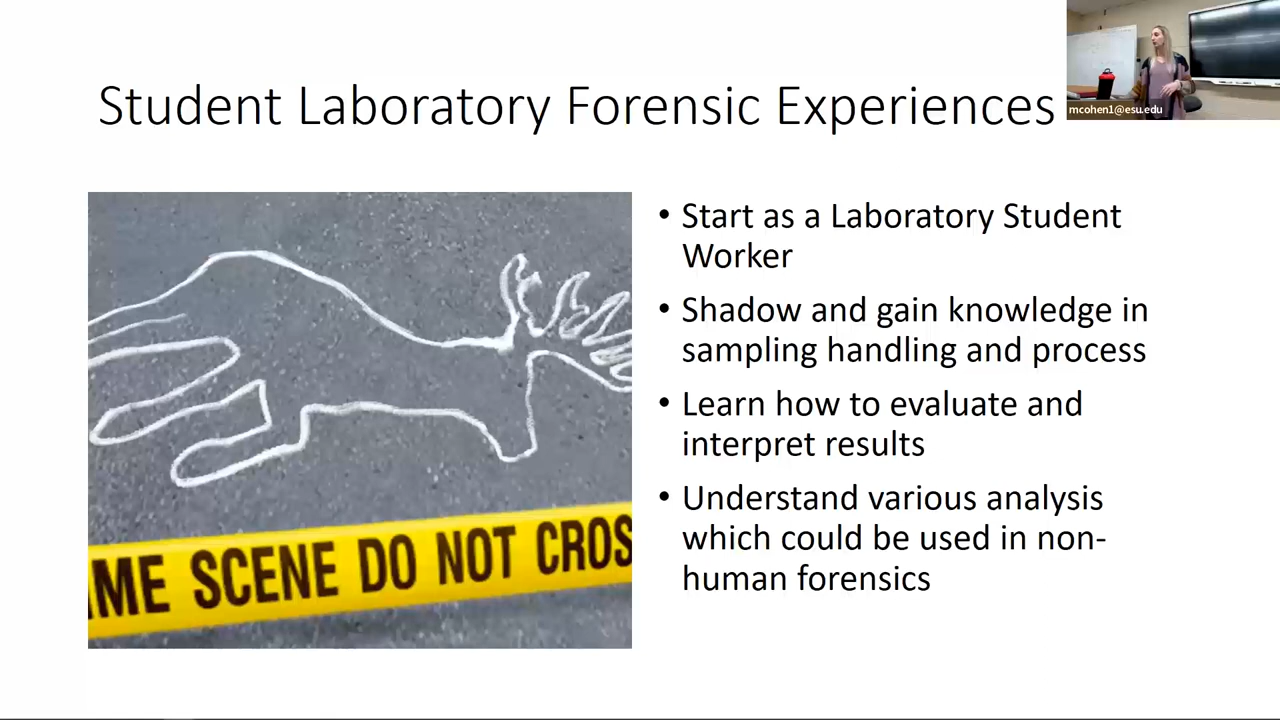 Student Laboratory Forensic Experiences
mcohen1@esu.edu
• Start as a Laboratory Student
Worker
• Shadow and gain knowledge in
sampling handling and process
• Learn how to evaluate and
interpret results
• Understand various analysis
which could be used in non-
human forensics
IME SCENE DO NOT CROS